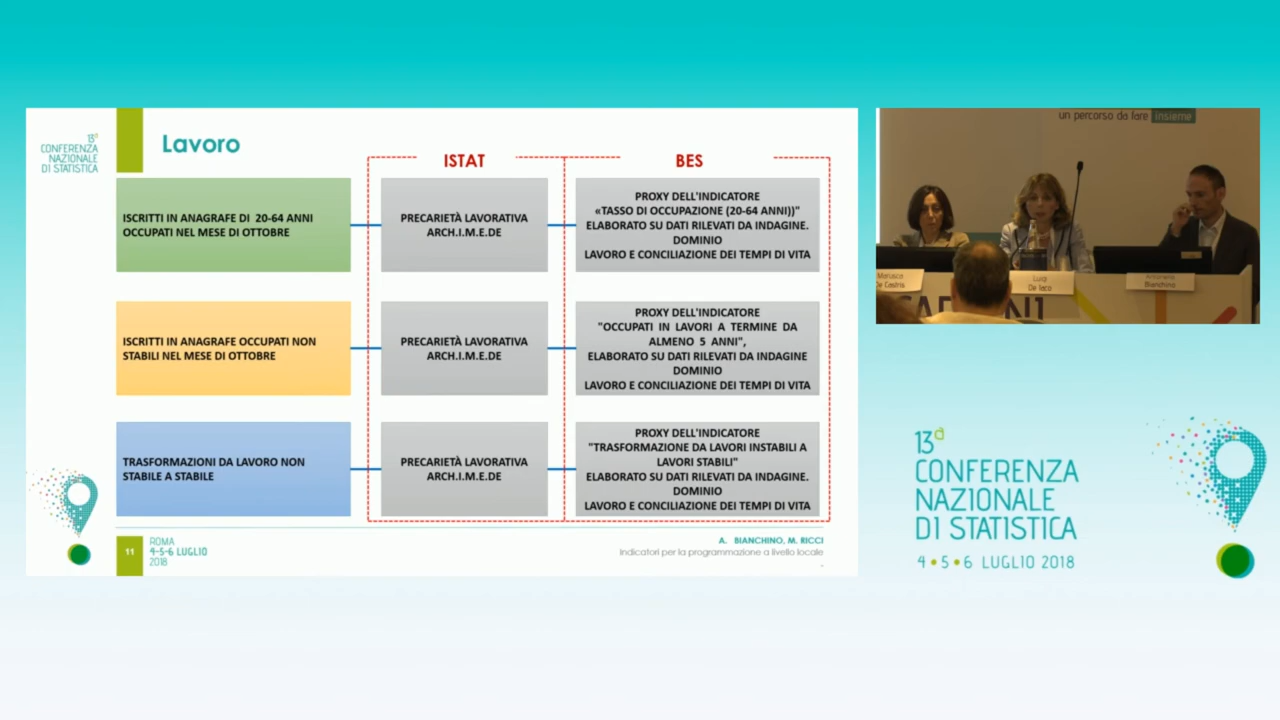 13a
CONFERENZA
NAZIONALE
DI STATISTICA
Lavoro
ISTAT
BES
ISCRITTI IN ANAGRAFE DI 20-64 ANNI
OCCUPATI NEL MESE DI OTTOBRE
PRECARIETÀ LAVORATIVA
ARCH.I.M.E.DE
PROXY DELL'INDICATORE
«TASSO DI OCCUPAZIONE (20-64 ANNI))"
ELABORATO SU DATI RILEVATI DA INDAGINE.
DOMINIO
LAVORO E CONCILIAZIONE DEI TEMPI DI VITA
ISCRITTI IN ANAGRAFE OCCUPATI NON
STABILI NEL MESE DI OTTOBRE
PRECARIETÀ LAVORATIVA
ARCH.I.M.E.DE
PROXY DELL'INDICATORE
"OCCUPATI IN LAVORI A TERMINE DA
ALMENO 5 ANNI",
ELABORATO SU DATI RILEVATI DA INDAGINE
DOMINIO
LAVORO E CONCILIAZIONE DEI TEMPI DI VITA
TRASFORMAZIONI DA LAVORO NON
STABILE A STABILE
PRECARIETÀ LAVORATIVA
ARCH.I.M.E.DE
PROXY DELL'INDICATORE
"TRASFORMAZIONE DA LAVORI INSTABILI A
LAVORI STABILI"
ELABORATO SU DATI RILEVATI DA INDAGINE.
DOMINIO
LAVORO E CONCILIAZIONE DEI TEMPI DI VITA
11
ROMA
4-5-6 LUGLIO
2018
A. BIANCHINO, M. RICCI
Indicatori per la programmazione a livello locale
un percorso da fare insieme
De Castris
De Iaco
Bianchino
13a
CONFERENZA
NAZIONALE
DI STATISTICA
4•5•6 LUGLIO 2018